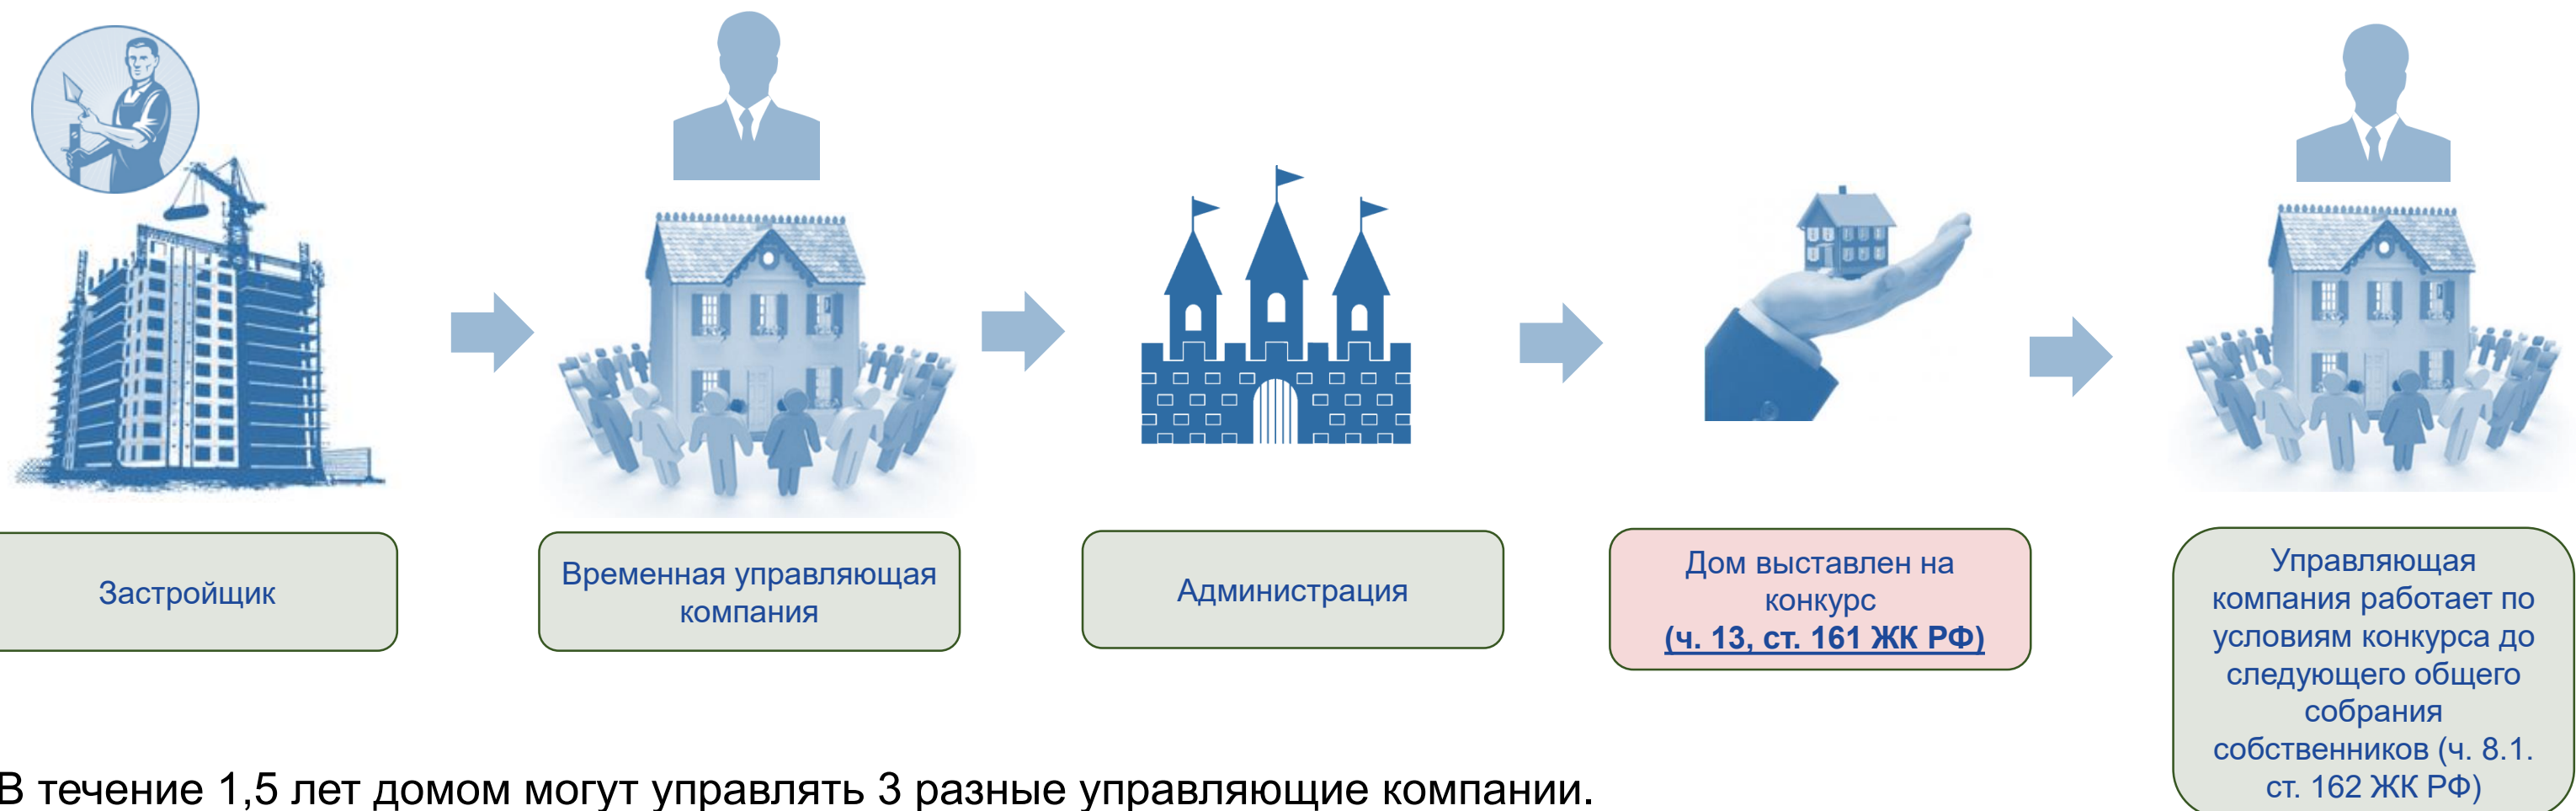 Застройщик
Временная управляющая
компания
Администрация
Дом выставлен на
конкурс
(ч. 13, ст. 161 ЖК РФ)
Управляющая
компания работает по
условиям конкурса до
следующего общего
собрания
собственников (ч. 8.1.
ст. 162 ЖК РФ)
В течение 1,5 лет домом могут управлять 3 разные управляющие компании.